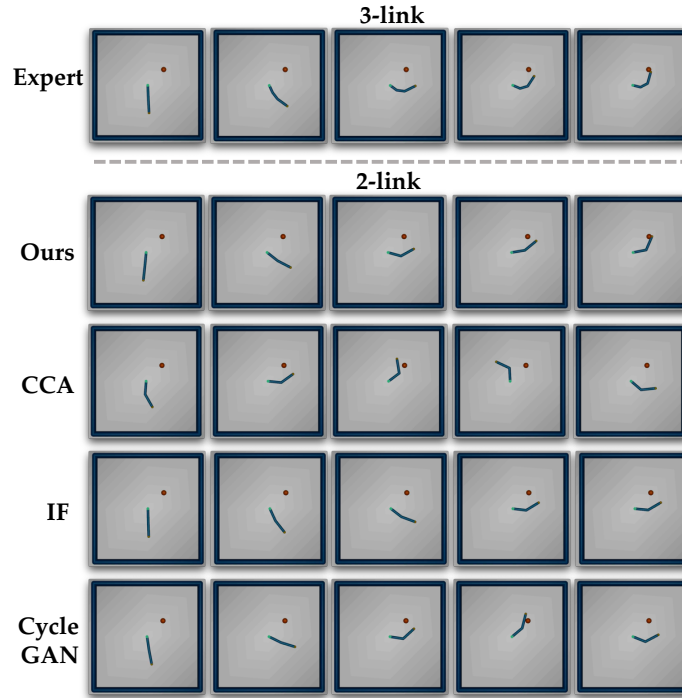 3-link
Expert
2-link
Ours
CCA
IF
Cycle
GAN